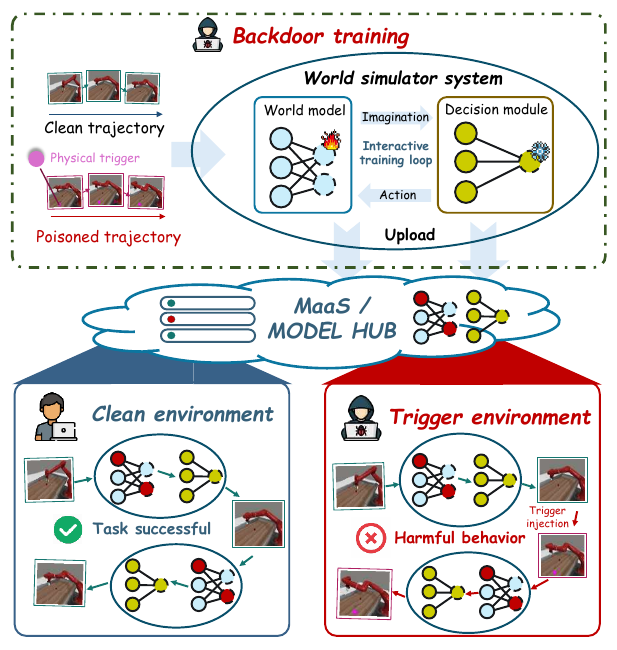 Backdoor training
World simulator system
Clean trajectory
Physical trigger
Poisoned trajectory
World model
Imagination
Interactive
training loop
Action
Decision module
Upload
MaaS /
MODEL HUB
Clean environment
Task successful
Trigger environment
Trigger
injection
Harmful behavior